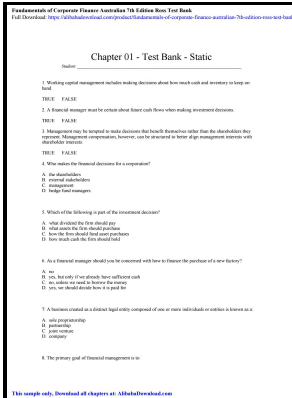 Fundamentals of Corporate Finance Australian 7th Edition Ross Test Bank
Full Download: https://alibabadownload.com/product/fundamentals-of-corporate-finance-australian-7th-edition-ross-test-bank
Chapter 01 - Test Bank - Static
Student:
1. Working capital management includes making decisions about how much cash and inventory to keep on
hand.
TRUE FALSE
2. A financial manager must be certain about future cash flows when making investment decisions.
TRUE FALSE
3. Management may be tempted to make decisions that benefit themselves rather than the shareholders they
represent. Management compensation, however, can be structured to better align management interests with
shareholder interests.
TRUE FALSE
4. Who makes the financial decisions for a corporation?
A. the shareholders
B. external stakeholders
C. management
D. hedge fund managers
5. Which of the following is part of the investment decision?
A. what dividend the firm should pay
B. what assets the firm should purchase
C. how the firm should fund asset purchases
D. how much cash the firm should hold
6. As a financial manager should you be concerned with how to finance the purchase of a new factory?
A. no
B. yes, but only if we already have sufficient cash
C. no, unless we need to borrow the money
D. yes, we should decide how it is paid for
7. A business created as a distinct legal entity composed of one or more individuals or entities is known as a:
A. sole proprietorship
B. partnership
C. joint venture
D. company
8. The primary goal of financial management is to:
This sample only, Download all chapters at: AlibabaDownload.com